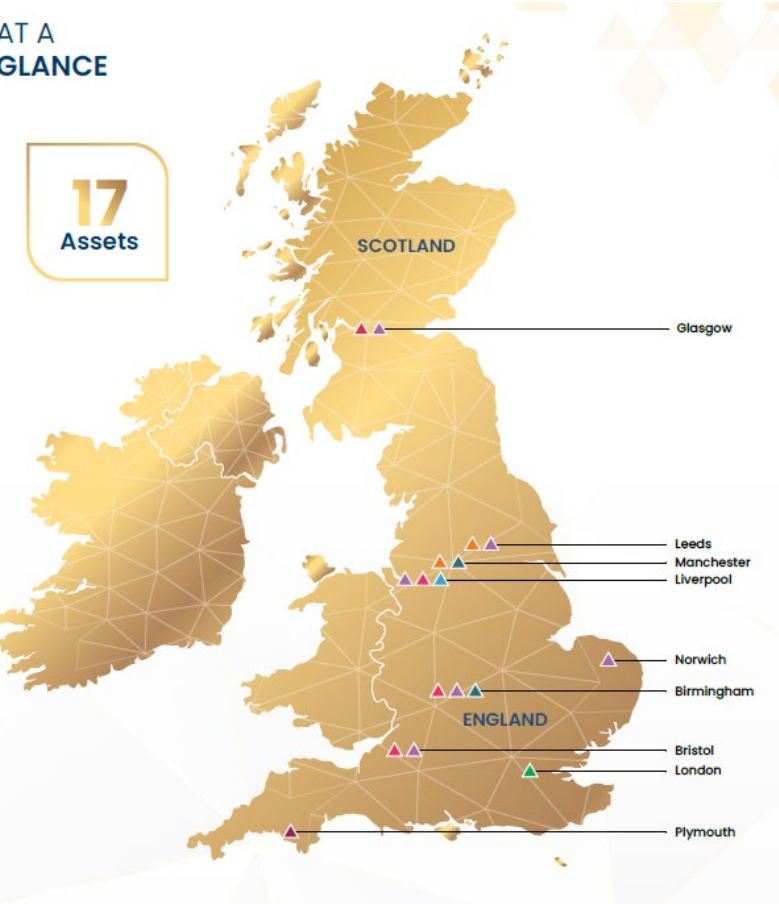 AT A
GLANCE
17
Assets
SCOTLAND
Glasgow
Leeds
Manchester
Liverpool
Norwich
Birmingham
ENGLAND
Bristol
London
Plymouth